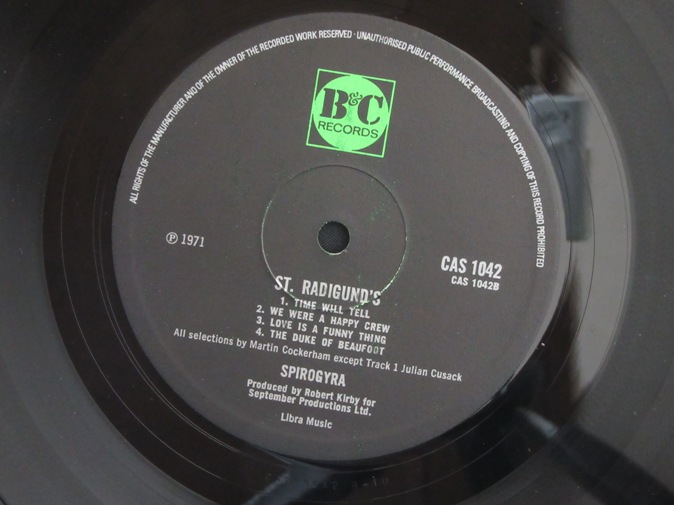 ALL RIGHTS OF THE MANUFACTURER AND OF THE OWNER OF THE RECORDED WORK RESERVED · UNAUTHORISED PUBLIC PERFORMANCE BROADCASTING AND COPYING OF THIS RECORD PROHIBITED
B&C
RECORDS
℗ 1971
CAS 1042
CAS 1042B
ST. RADIGUND'S
1. TIME WILL TELL
2. WE WERE A HAPPY CREW
3. LOVE IS A FUNNY THING
4. THE DUKE OF BEAUFOOT
All selections by Martin Cockerham except Track 1 Julian Cusack
SPIROGYRA
Produced by Robert Kirby for
September Productions Ltd.
Libra Music